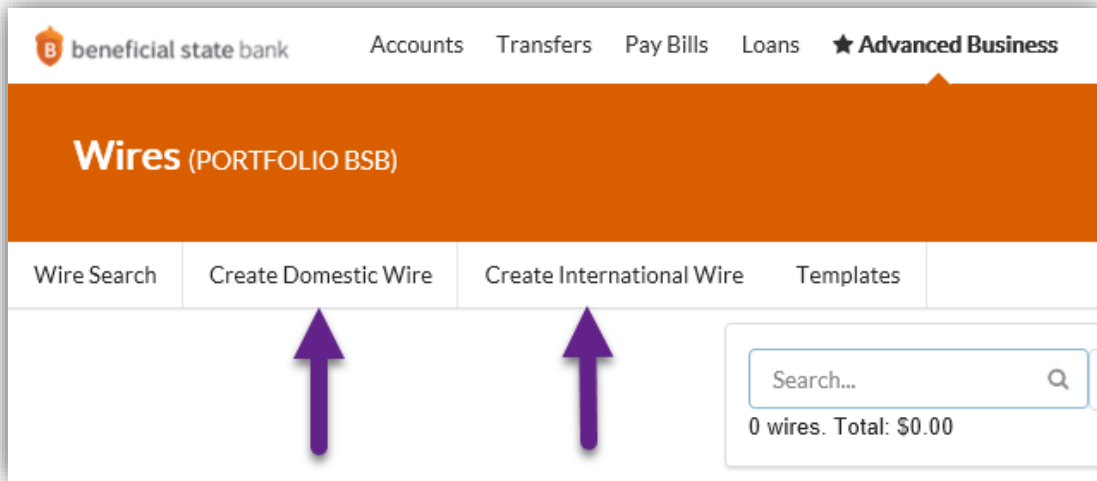 B beneficial state bank Accounts Transfers Pay Bills Loans ★ Advanced Business
Wires (PORTFOLIO BSB)
Wire Search Create Domestic Wire Create International Wire Templates
Search...
0 wires. Total: $0.00